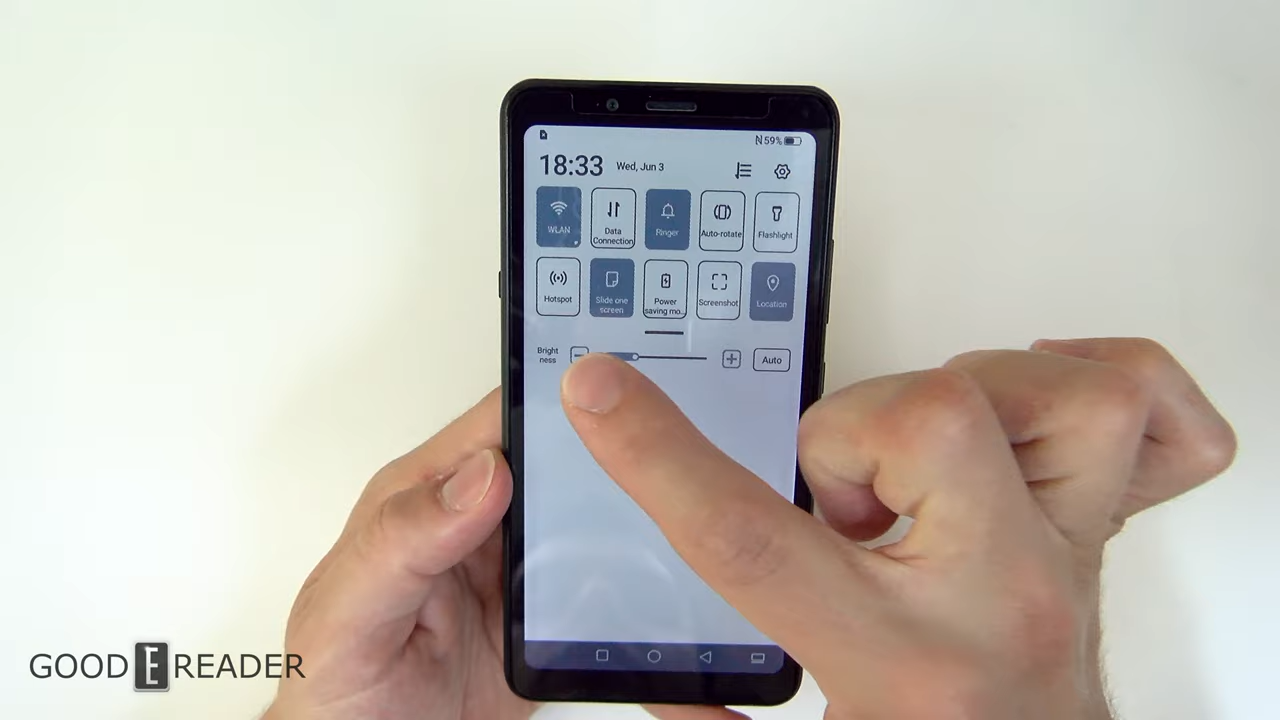 59%
18:33 Wed, Jun 3
WLAN Data Connection Ringer Auto-rotate Flashlight
Hotspot Slide one screen Power saving mo... Screenshot Location
Bright ness Auto
GOOD E READER